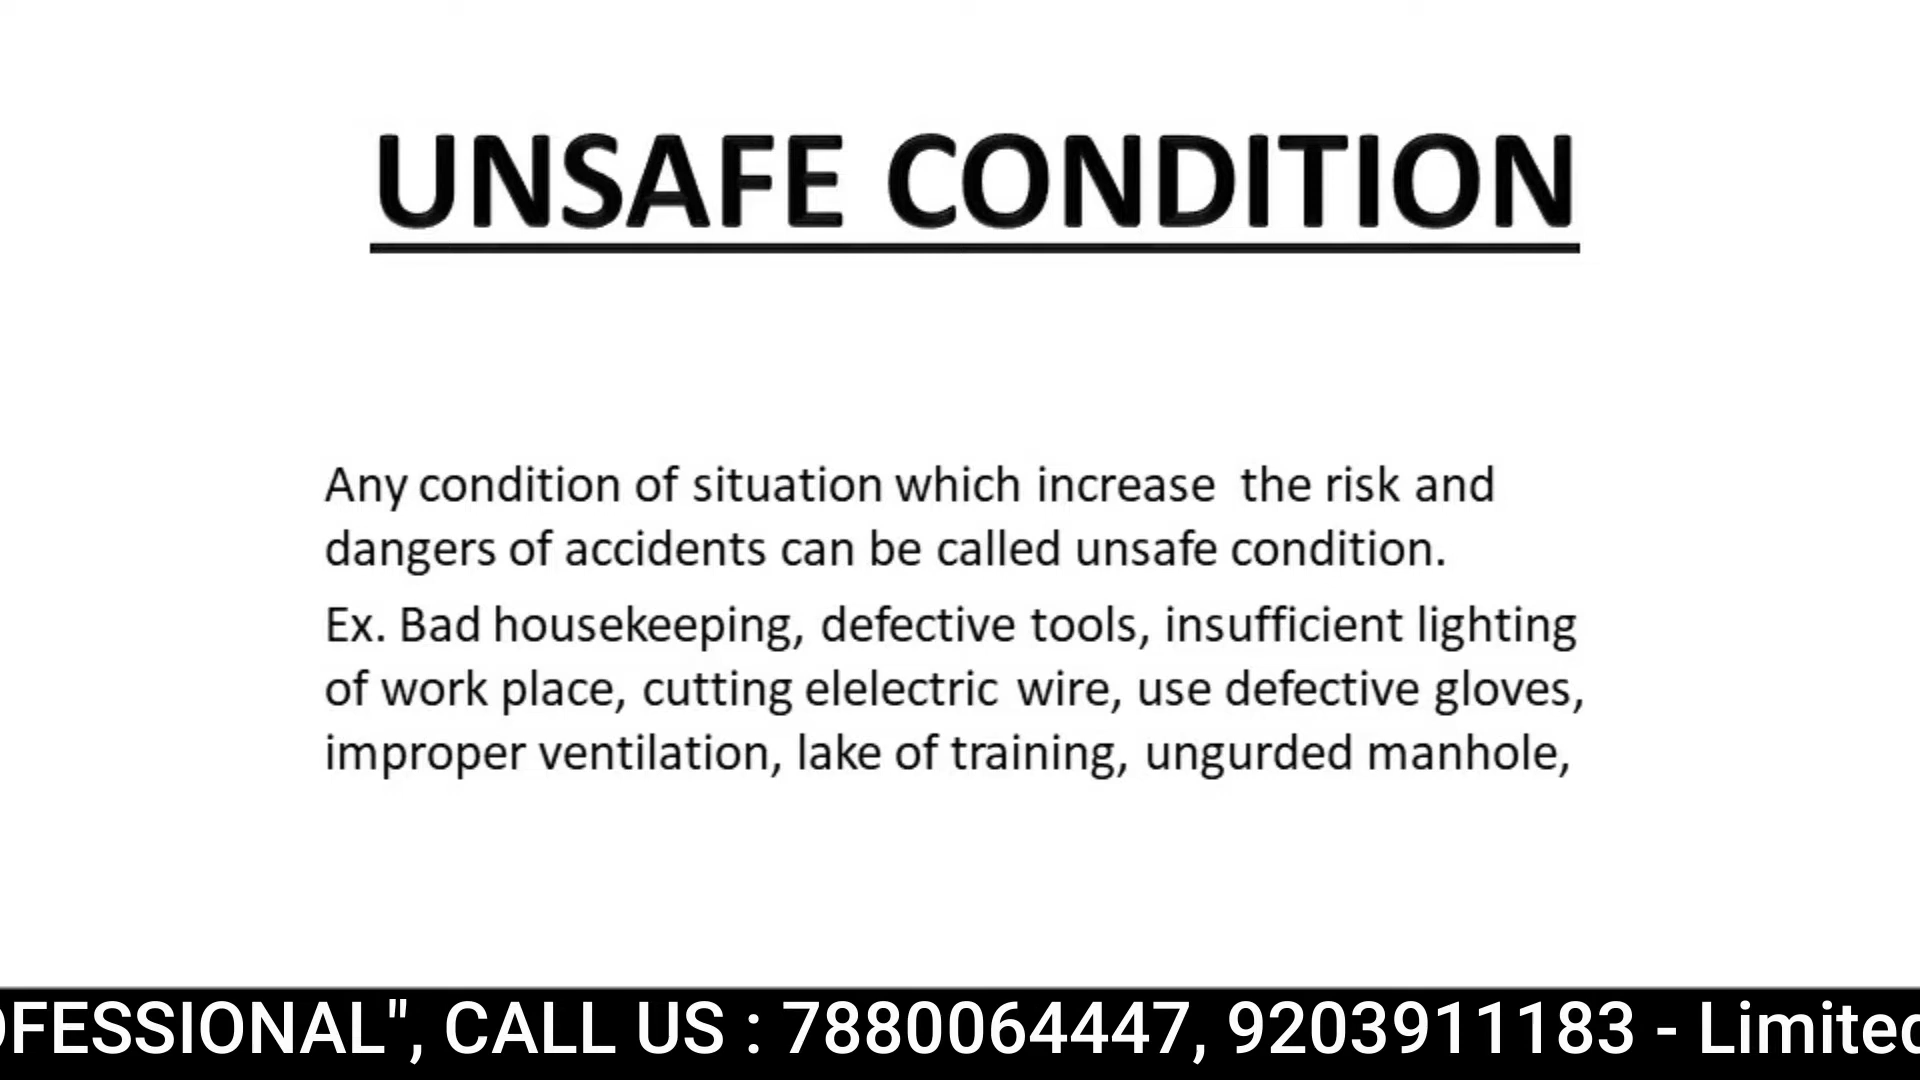 UNSAFE CONDITION
Any condition of situation which increase the risk and
dangers of accidents can be called unsafe condition.
Ex. Bad housekeeping, defective tools, insufficient lighting
of work place, cutting elelectric wire, use defective gloves,
improper ventilation, lake of training, ungurded manhole,
OFESSIONAL", CALL US : 7880064447, 9203911183 - Limited